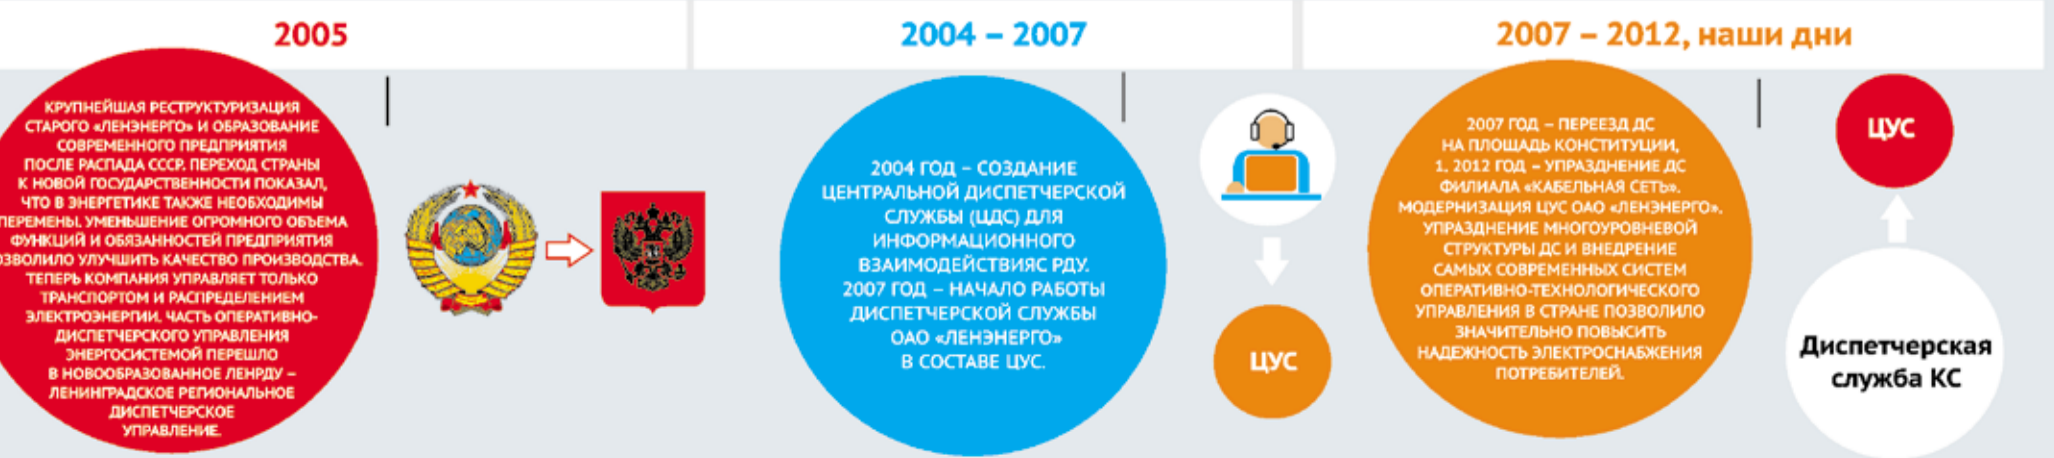 2005
КРУПНЕЙШАЯ РЕСТРУКТУРИЗАЦИЯ
СТАРОГО «ЛЕНЭНЕРГО» И ОБРАЗОВАНИЕ
СОВРЕМЕННОГО ПРЕДПРИЯТИЯ
ПОСЛЕ РАСПАДА СССР. ПЕРЕХОД СТРАНЫ
К НОВОЙ ГОСУДАРСТВЕННОСТИ ПОКАЗАЛ,
ЧТО В ЭНЕРГЕТИКЕ ТАКЖЕ НЕОБХОДИМЫ
ПЕРЕМЕНЫ. УМЕНЬШЕНИЕ ОГРОМНОГО ОБЪЕМА
ФУНКЦИЙ И ОБЯЗАННОСТЕЙ ПРЕДПРИЯТИЯ
ОЗВОЛИЛО УЛУЧШИТЬ КАЧЕСТВО ПРОИЗВОДСТВА.
ТЕПЕРЬ КОМПАНИЯ УПРАВЛЯЕТ ТОЛЬКО
ТРАНСПОРТОМ И РАСПРЕДЕЛЕНИЕМ
ЭЛЕКТРОЭНЕРГИИ. ЧАСТЬ ОПЕРАТИВНО-
ДИСПЕТЧЕРСКОГО УПРАВЛЕНИЯ
ЭНЕРГОСИСТЕМОЙ ПЕРЕШЛО
В НОВООБРАЗОВАННОЕ ЛЕНРДУ –
ЛЕНИНГРАДСКОЕ РЕГИОНАЛЬНОЕ
ДИСПЕТЧЕРСКОЕ
УПРАВЛЕНИЕ.
2004 – 2007
2004 ГОД – СОЗДАНИЕ
ЦЕНТРАЛЬНОЙ ДИСПЕТЧЕРСКОЙ
СЛУЖБЫ (ЦДС) ДЛЯ
ИНФОРМАЦИОННОГО
ВЗАИМОДЕЙСТВИЯС РДУ.
2007 ГОД – НАЧАЛО РАБОТЫ
ДИСПЕТЧЕРСКОЙ СЛУЖБЫ
ОАО «ЛЕНЭНЕРГО»
В СОСТАВЕ ЦУС.
ЦУС
2007 – 2012, наши дни
2007 ГОД – ПЕРЕЕЗД ДС
НА ПЛОЩАДЬ КОНСТИТУЦИИ,
1. 2012 ГОД – УПРАЗДНЕНИЕ ДС
ФИЛИАЛА «КАБЕЛЬНАЯ СЕТЬ».
МОДЕРНИЗАЦИЯ ЦУС ОАО «ЛЕНЭНЕРГО».
УПРАЗДНЕНИЕ МНОГОУРОВНЕВОЙ
СТРУКТУРЫ ДС И ВНЕДРЕНИЕ
САМЫХ СОВРЕМЕННЫХ СИСТЕМ
ОПЕРАТИВНО-ТЕХНОЛОГИЧЕСКОГО
УПРАВЛЕНИЯ В СТРАНЕ ПОЗВОЛИЛО
ЗНАЧИТЕЛЬНО ПОВЫСИТЬ
НАДЕЖНОСТЬ ЭЛЕКТРОСНАБЖЕНИЯ
ПОТРЕБИТЕЛЕЙ.
ЦУС
Диспетчерская
служба КС